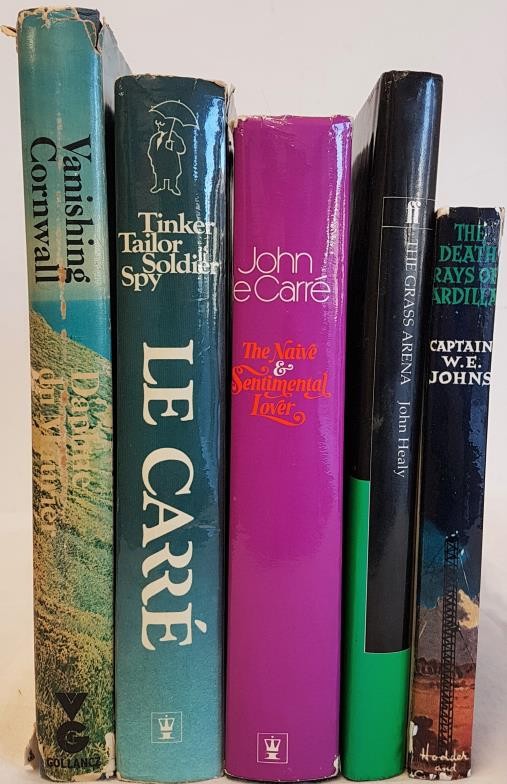 Vanishing
Cornwall
Daphne
du Maurier
VG
GOLLANCZ
Tinker
Tailor
Soldier
Spy
LE CARRÉ
John
le Carré
The Naive
&
Sentimental
Lover
ff
THE GRASS ARENA John Healy
THE
DEATH
RAYS OF
ARDILLA
CAPTAIN
W.E.
JOHNS
Hodder
and